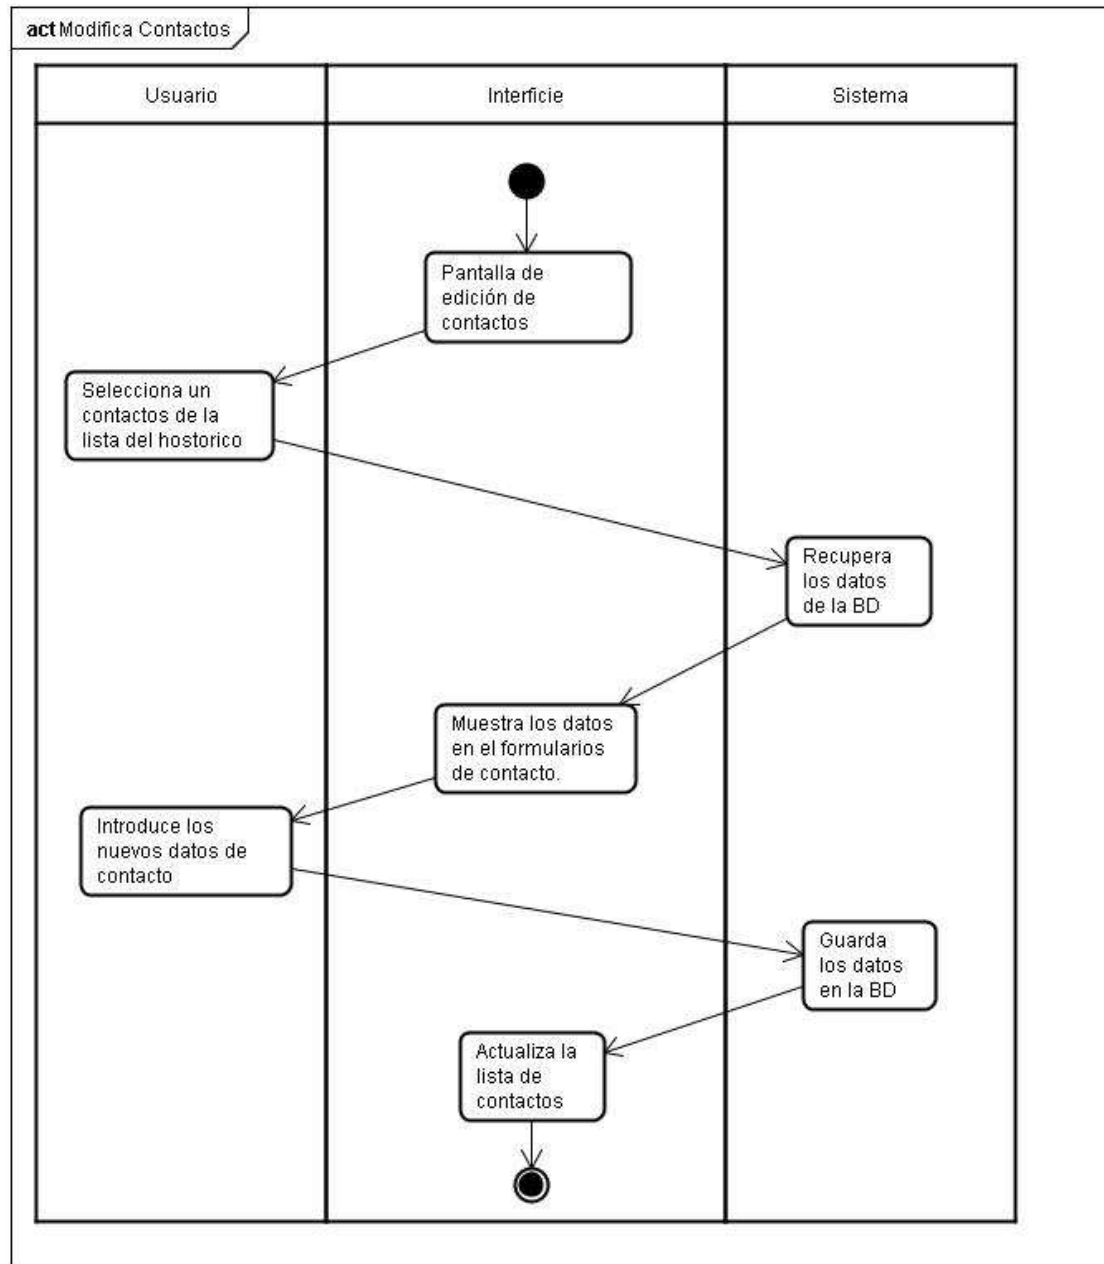 act Modifica Contactos
Usuario
Interficie
Sistema
Pantalla de
edición de
contactos
Selecciona un
contactos de la
lista del hostorico
Recupera
los datos
de la BD
Muestra los datos
en el formularios
de contacto.
Introduce los
nuevos datos de
contacto
Guarda
los datos
en la BD
Actualiza la
lista de
contactos